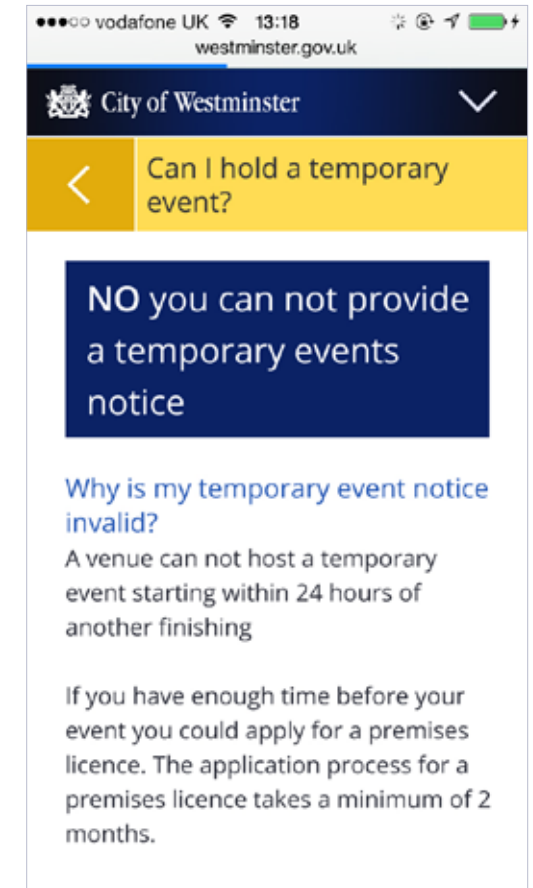 vodafone UK 13:18
westminster.gov.uk
City of Westminster
Can I hold a temporary
event?
NO you can not provide
a temporary events
notice
Why is my temporary event notice
invalid?
A venue can not host a temporary
event starting within 24 hours of
another finishing
If you have enough time before your
event you could apply for a premises
licence. The application process for a
premises licence takes a minimum of 2
months.